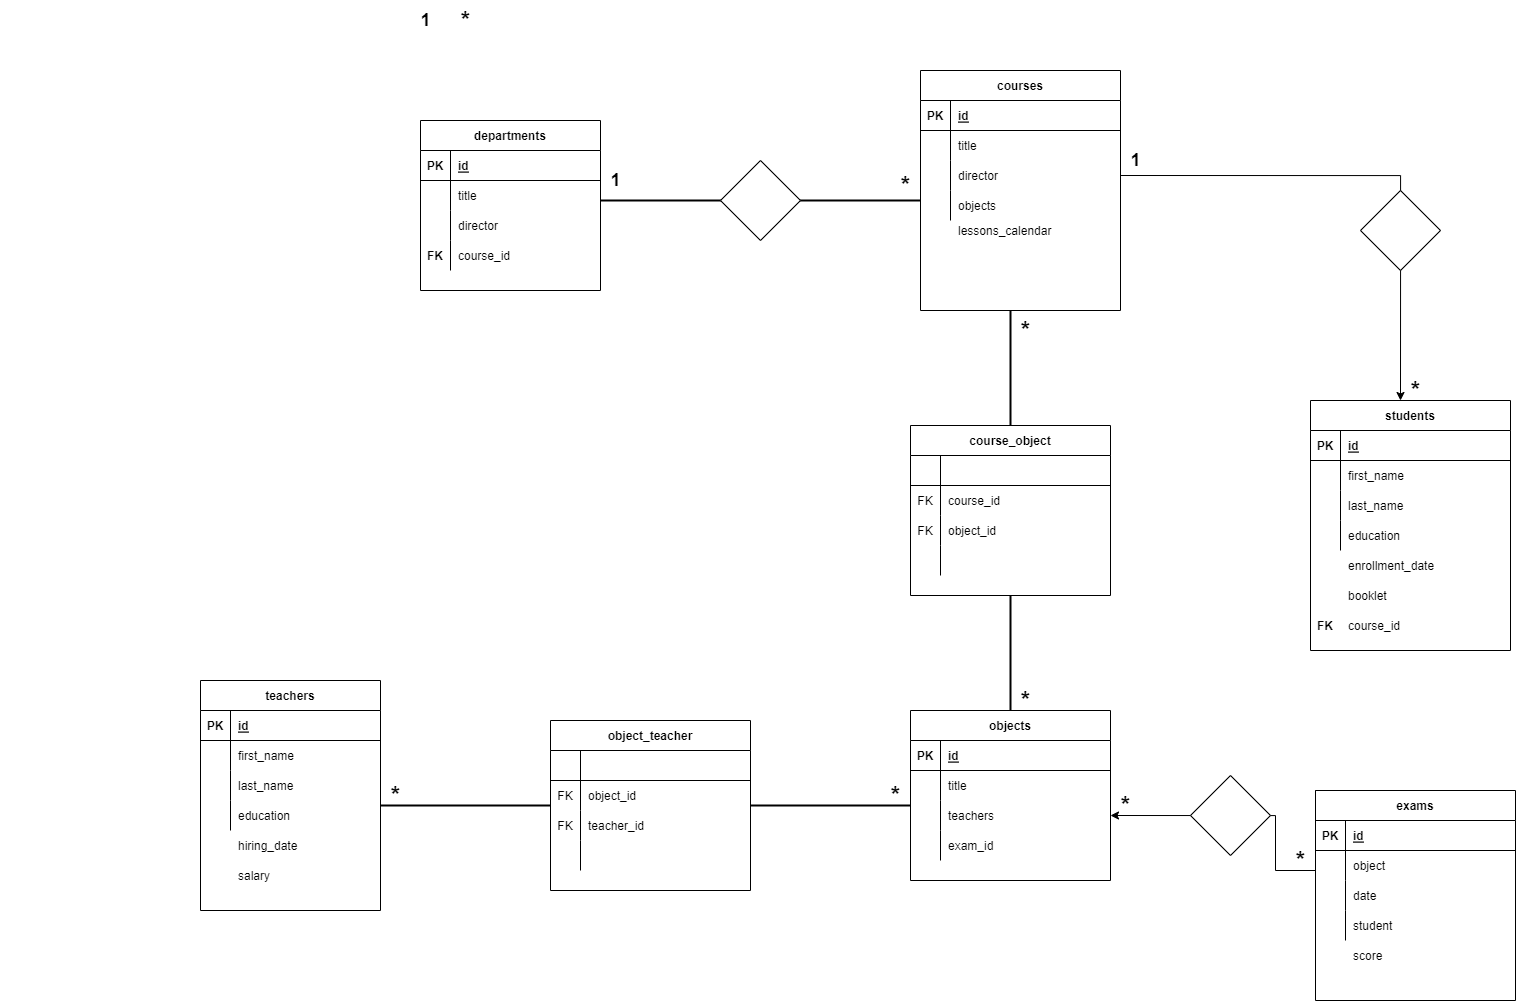 1 *
courses
PK id
title
director
objects
lessons_calendar
departments
PK id
title
director
FK course_id
1
*
1
*
*
students
PK id
first_name
last_name
education
enrollment_date
booklet
FK course_id
course_object
FK course_id
FK object_id
*
teachers
PK id
first_name
last_name
education
hiring_date
salary
*
object_teacher
FK object_id
FK teacher_id
*
objects
PK id
title
teachers
exam_id
*
*
exams
PK id
object
date
student
score